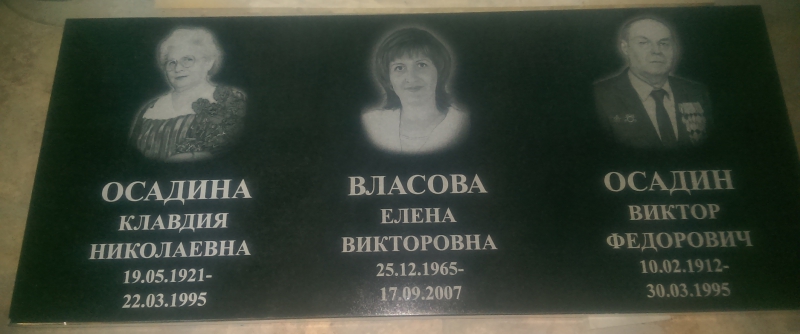 ОСАДИНА
КЛАВДИЯ
НИКОЛАЕВНА
19.05.1921-
22.03.1995
ВЛАСОВА
ЕЛЕНА
ВИКТОРОВНА
25.12.1965-
17.09.2007
ОСАДИН
ВИКТОР
ФЕДОРОВИЧ
10.02.1912-
30.03.1995